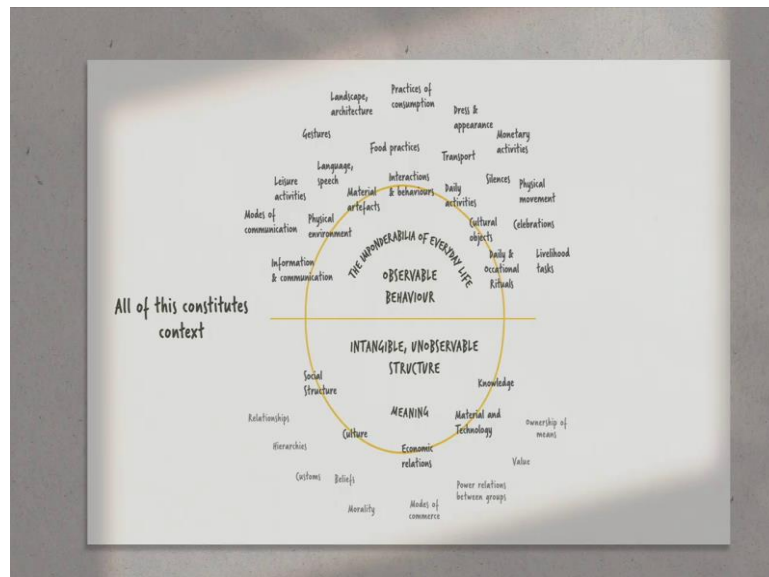 Landscape,
architecture
Practices of
consumption
Dress &
appearance
Monetary
activities
Gestures
Food practices
Transport
Language,
speech
Leisure
activities
Material
artefacts
Interactions
& behaviours
Daily
activities
Silences
Physical
movement
Modes of
communication
Physical
environment
Cultural
objects
Celebrations
Information
& communication
THE IMPONDERABILIA OF EVERYDAY LIFE
Daily &
Occational
Rituals
Livelihood
tasks
OBSERVABLE
BEHAVIOUR
All of this constitutes
context
INTANGIBLE, UNOBSERVABLE
STRUCTURE
Social
Structure
Knowledge
MEANING
Relationships
Culture
Material and
Technology
Ownership of
means
Hierarchies
Economic
relations
Value
Customs
Beliefs
Power relations
between groups
Morality
Modes of
commerce